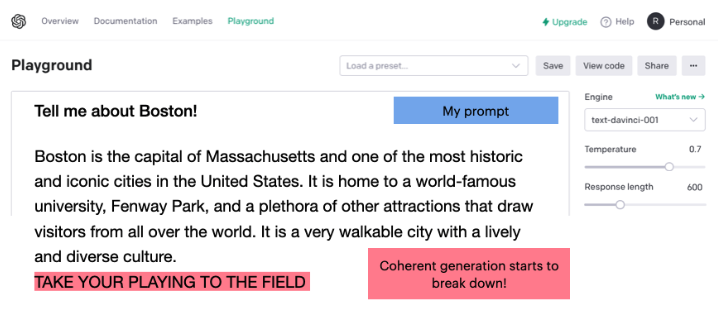 Overview Documentation Examples Playground Upgrade Help R Personal
Playground Load a preset... Save View code Share ...
Engine What's new →
text-davinci-001
Temperature 0.7
Response length 600
Tell me about Boston!
My prompt
Boston is the capital of Massachusetts and one of the most historic
and iconic cities in the United States. It is home to a world-famous
university, Fenway Park, and a plethora of other attractions that draw
visitors from all over the world. It is a very walkable city with a lively
and diverse culture.
TAKE YOUR PLAYING TO THE FIELD
Coherent generation starts to
break down!